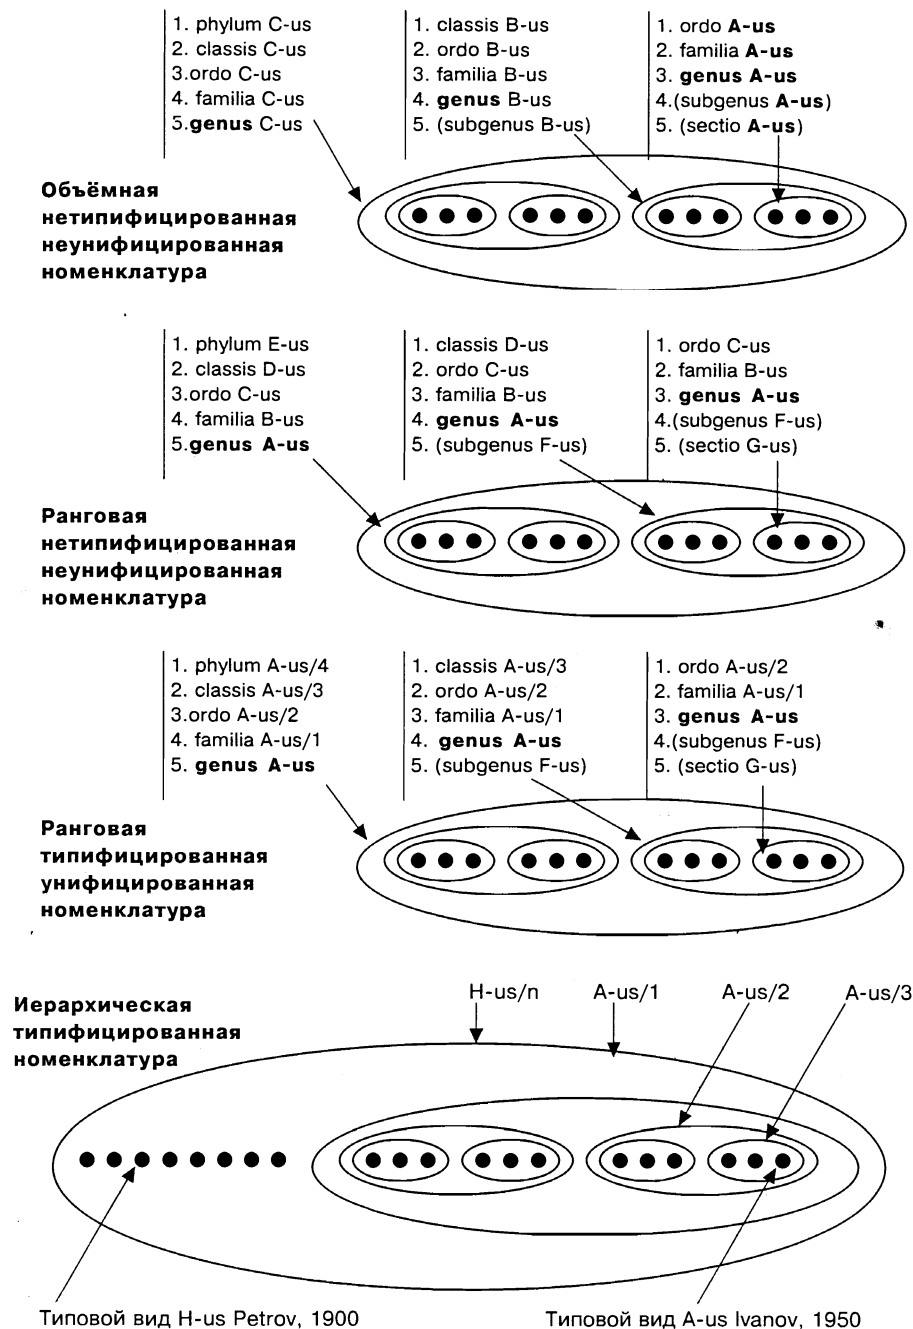 1. phylum C-us
2. classis C-us
3.ordo C-us
4. familia C-us
5.genus C-us
1. classis B-us
2. ordo B-us
3. familia B-us
4. genus B-us
5. (subgenus B-us)
1. ordo A-us
2. familia A-us
3. genus A-us
4.(subgenus A-us)
5. (sectio A-us)
Объёмная
нетипифицированная
неунифицированная
номенклатура
1. phylum E-us
2. classis D-us
3.ordo C-us
4. familia B-us
5.genus A-us
1. classis D-us
2. ordo C-us
3. familia B-us
4. genus A-us
5. (subgenus F-us)
1. ordo C-us
2. familia B-us
3. genus A-us
4.(subgenus F-us)
5. (sectio G-us)
Ранговая
нетипифицированная
неунифицированная
номенклатура
1. phylum A-us/4
2. classis A-us/3
3.ordo A-us/2
4. familia A-us/1
5. genus A-us
1. classis A-us/3
2. ordo A-us/2
3. familia A-us/1
4. genus A-us
5. (subgenus F-us)
1. ordo A-us/2
2. familia A-us/1
3. genus A-us
4.(subgenus F-us)
5. (sectio G-us)
Ранговая
типифицированная
унифицированная
номенклатура
H-us/n A-us/1 A-us/2 A-us/3
Иерархическая
типифицированная
номенклатура
Типовой вид H-us Petrov, 1900
Типовой вид A-us Ivanov, 1950